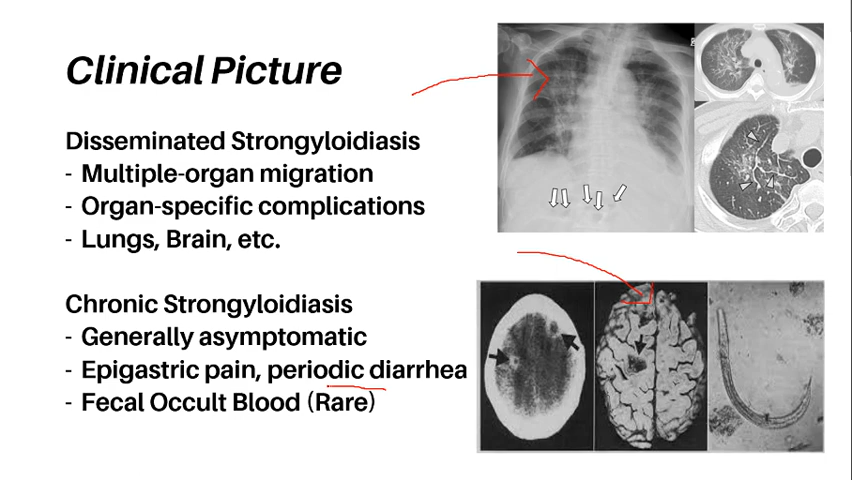 Clinical Picture
Disseminated Strongyloidiasis
- Multiple-organ migration
- Organ-specific complications
- Lungs, Brain, etc.
Chronic Strongyloidiasis
- Generally asymptomatic
- Epigastric pain, periodic diarrhea
- Fecal Occult Blood (Rare)